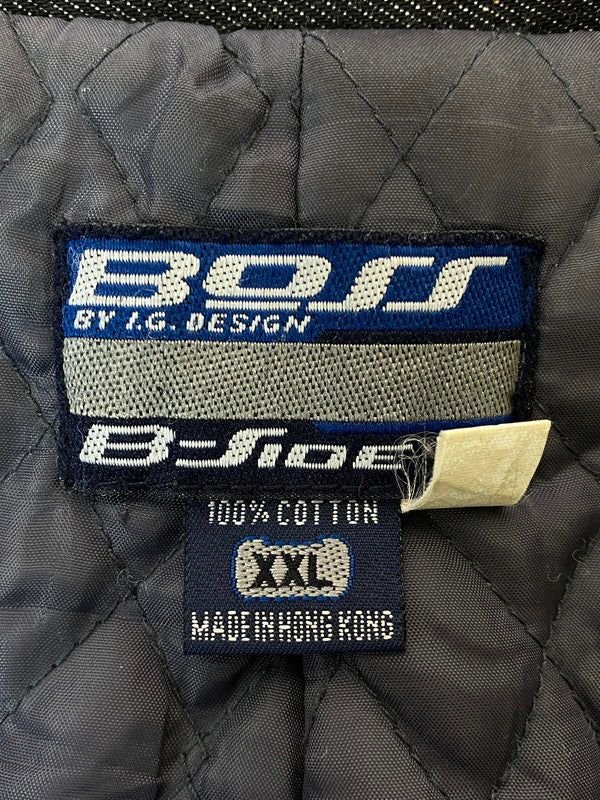 BOSS
BY I.G. DESIGN
B-SIDE
100% COTTON
XXL
MADE IN HONG KONG